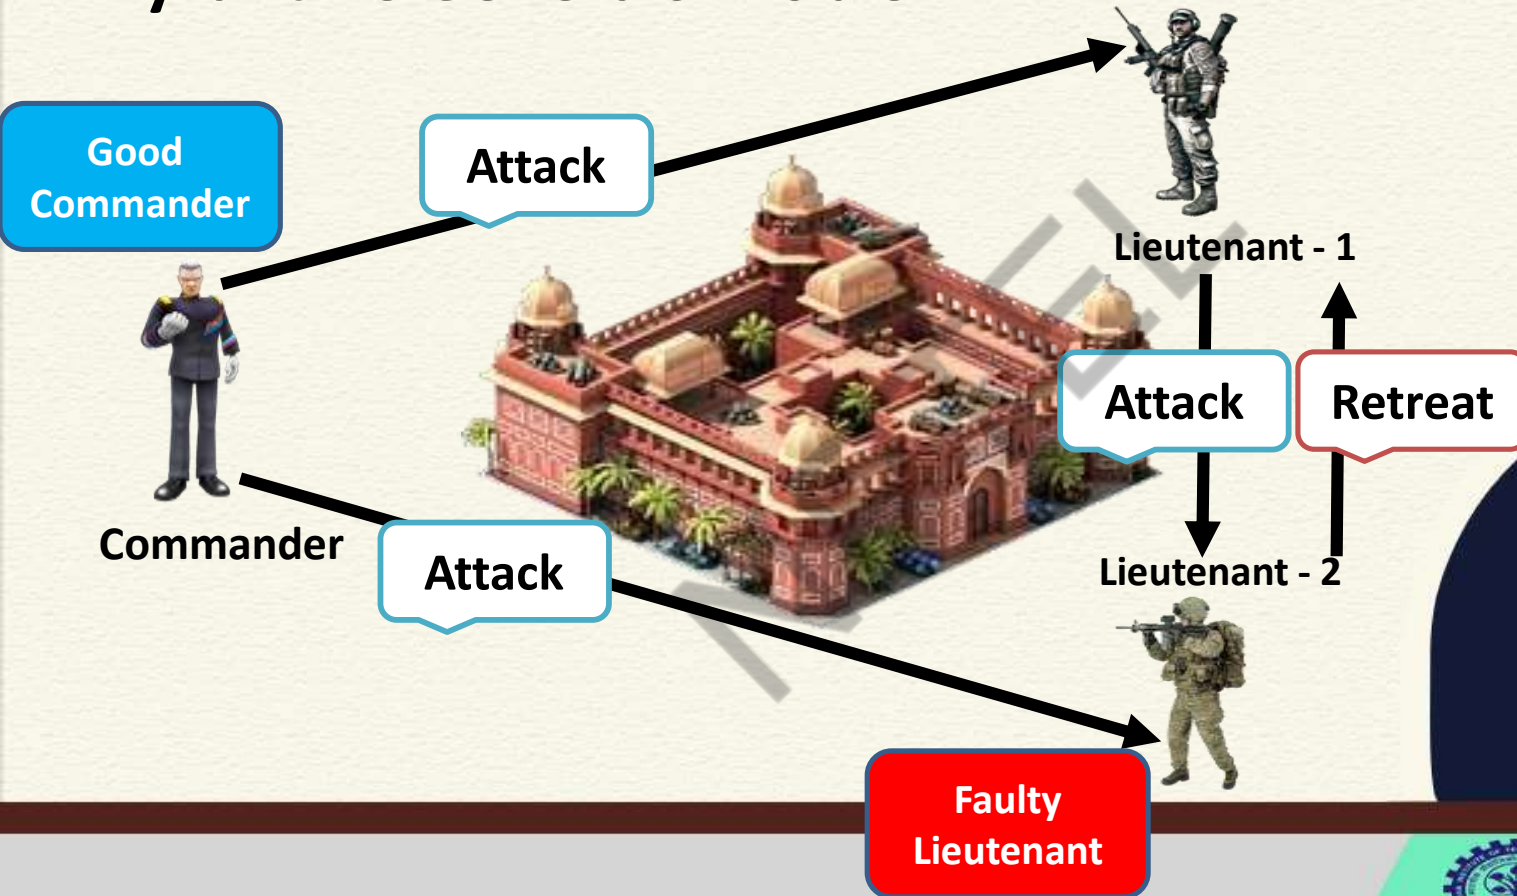 Good
Commander
Attack
Lieutenant - 1
Attack
Retreat
Commander
Attack
Lieutenant - 2
Faulty
Lieutenant